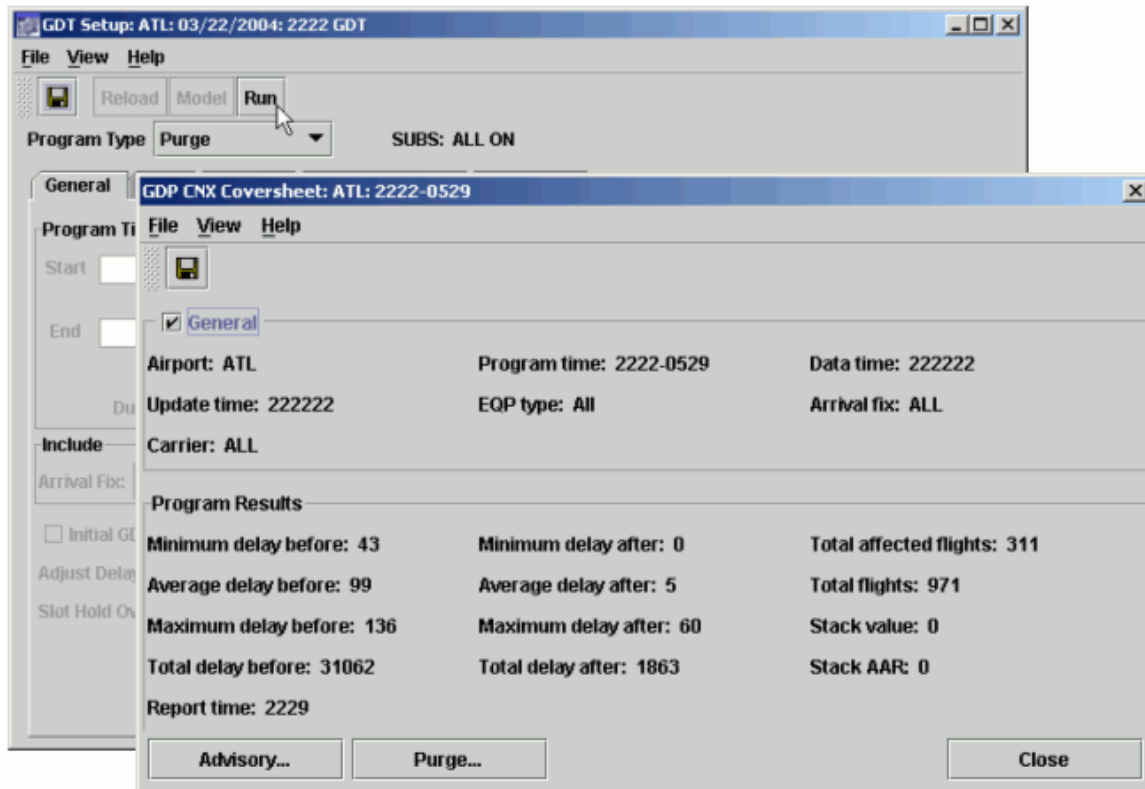 GDT Setup: ATL: 03/22/2004: 2222 GDT
File View Help
Reload Model Run
Program Type Purge SUBS: ALL ON
General
Program Ti
Start
End
Du
Include
Arrival Fix:
Initial GD
Adjust Delay
Slot Hold Ov
GDP CNX Coversheet: ATL: 2222-0529
File View Help
General
Airport: ATL Program time: 2222-0529 Data time: 222222
Update time: 222222 EQP type: All Arrival fix: ALL
Carrier: ALL
Program Results
Minimum delay before: 43 Minimum delay after: 0 Total affected flights: 311
Average delay before: 99 Average delay after: 5 Total flights: 971
Maximum delay before: 136 Maximum delay after: 60 Stack value: 0
Total delay before: 31062 Total delay after: 1863 Stack AAR: 0
Report time: 2229
Advisory... Purge... Close